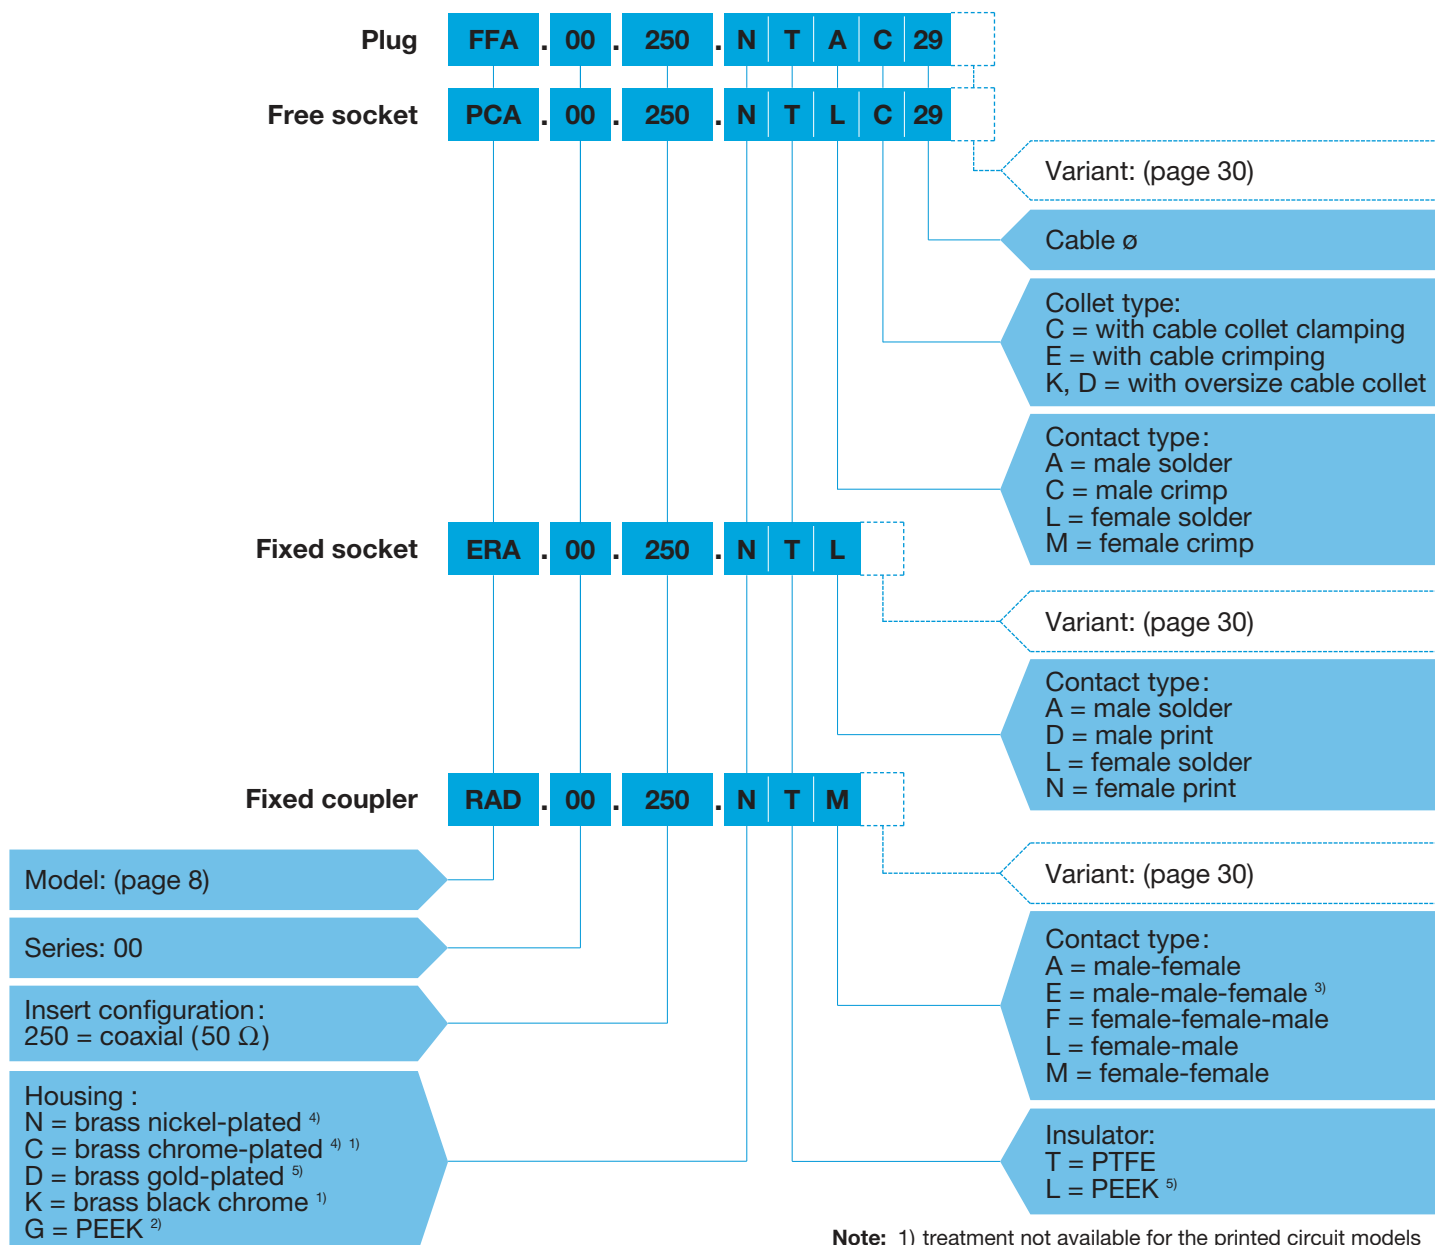 Plug FFA . 00 . 250 . N T A C 29
Free socket PCA . 00 . 250 . N T L C 29
Variant: (page 30)
Cable ø
Collet type:
C = with cable collet clamping
E = with cable crimping
K, D = with oversize cable collet
Contact type:
A = male solder
C = male crimp
L = female solder
M = female crimp
Fixed socket ERA . 00 . 250 . N T L
Variant: (page 30)
Contact type:
A = male solder
D = male print
L = female solder
N = female print
Fixed coupler RAD . 00 . 250 . N T M
Variant: (page 30)
Contact type:
A = male-female
E = male-male-female 3)
F = female-female-male
L = female-male
M = female-female
Insulator:
T = PTFE
L = PEEK 5)
Model: (page 8)
Series: 00
Insert configuration:
250 = coaxial (50 Ω)
Housing :
N = brass nickel-plated 4)
C = brass chrome-plated 4) 1)
D = brass gold-plated 5)
K = brass black chrome 1)
G = PEEK 2)
Note: 1) treatment not available for the printed circuit models